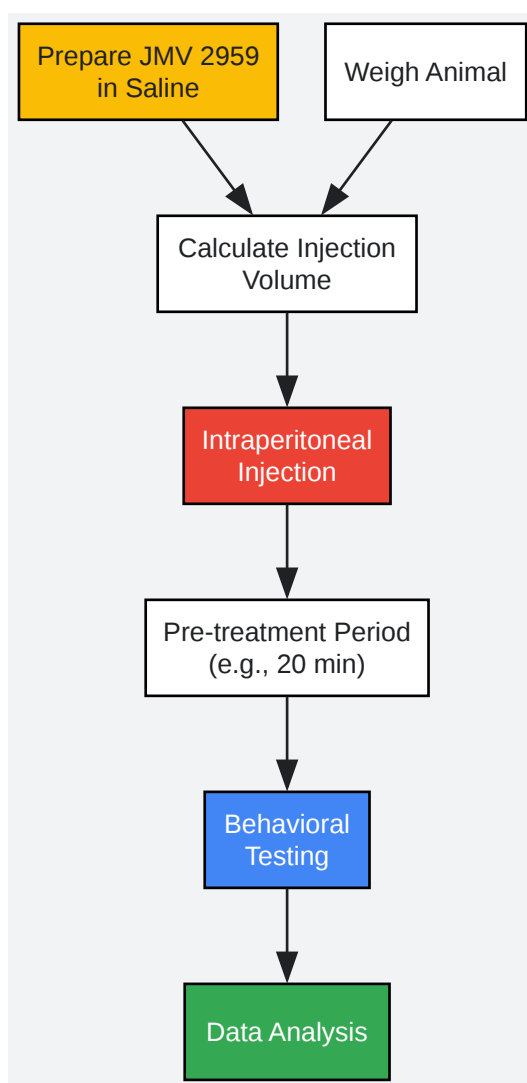 Prepare JMV 2959
in Saline
Weigh Animal
Calculate Injection
Volume
Intraperitoneal
Injection
Pre-treatment Period
(e.g., 20 min)
Behavioral
Testing
Data Analysis